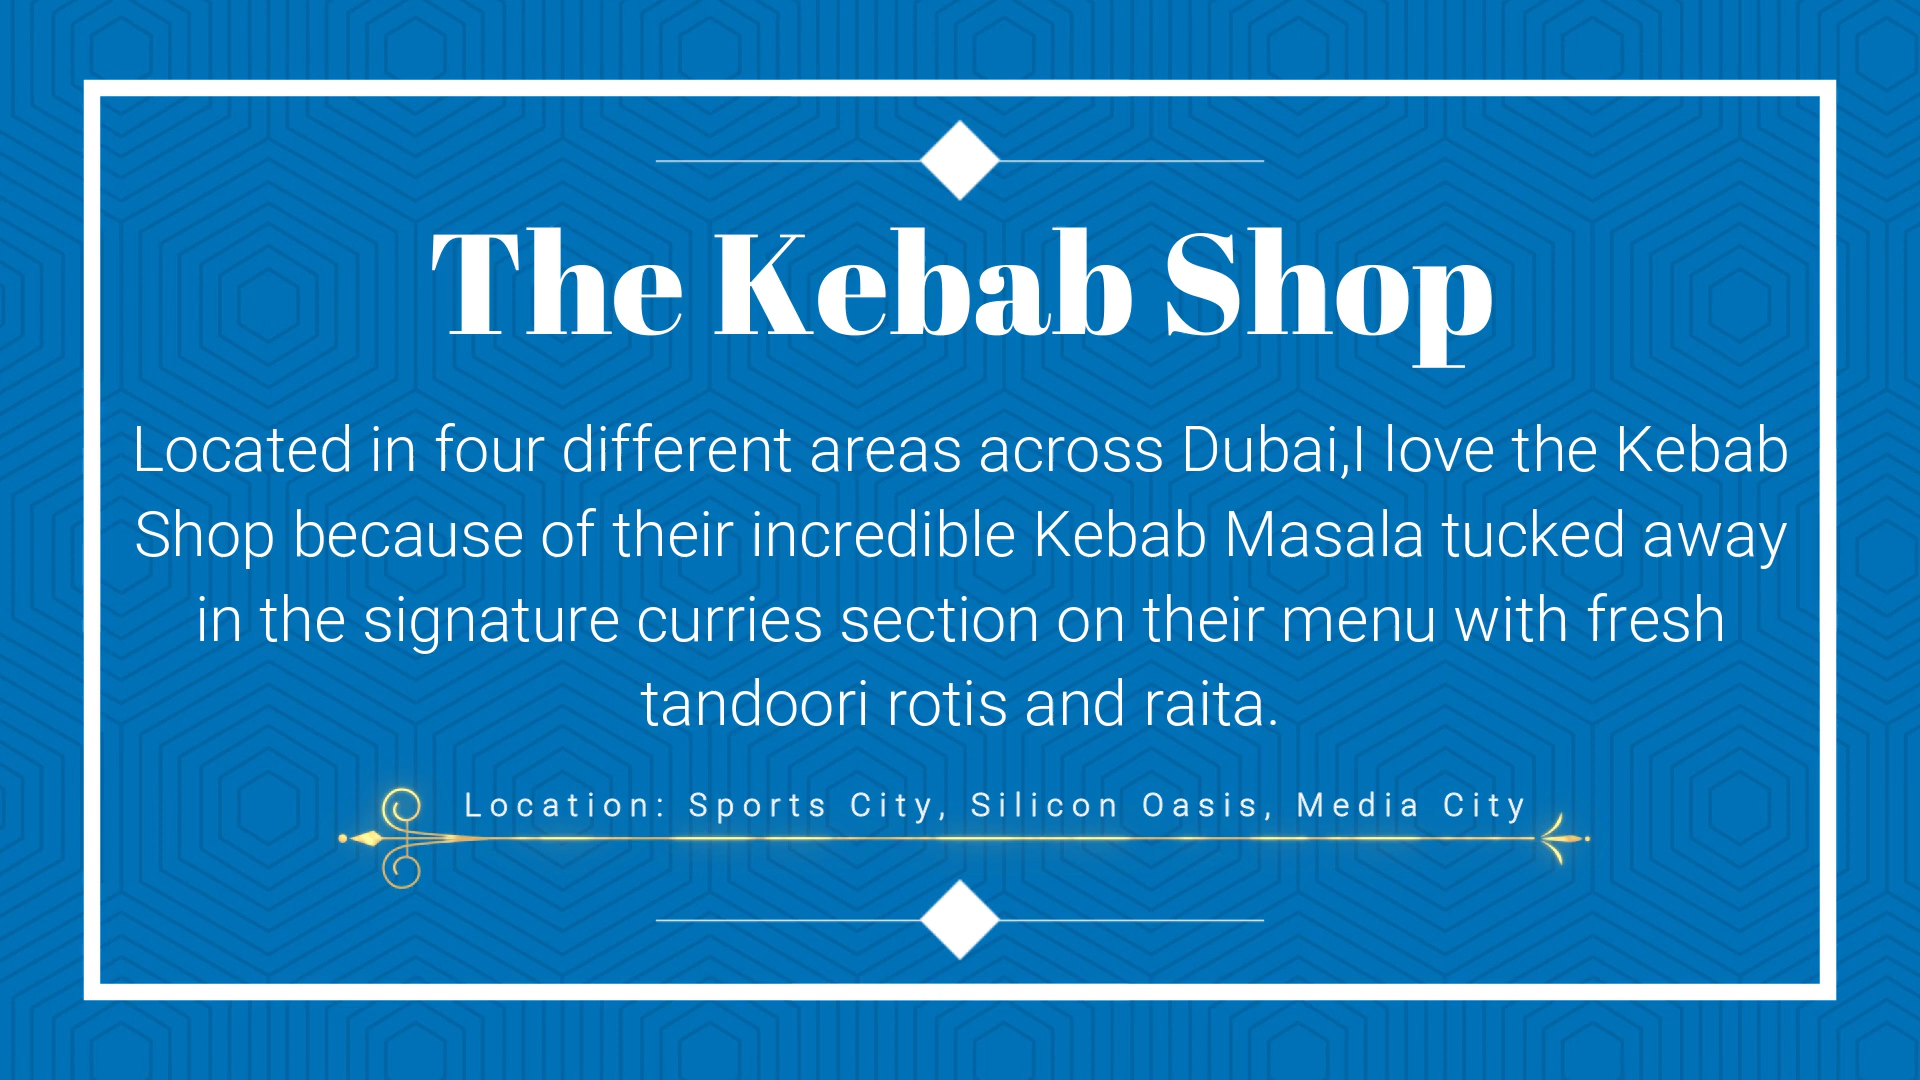 The Kebab Shop
Located in four different areas across Dubai,I love the Kebab
Shop because of their incredible Kebab Masala tucked away
in the signature curries section on their menu with fresh
tandoori rotis and raita.
Location: Sports City, Silicon Oasis, Media City